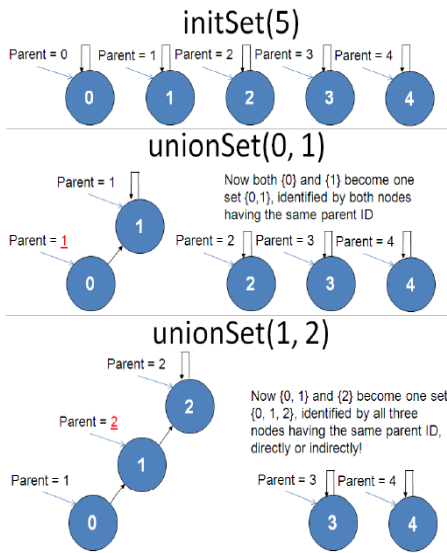 initSet(5)
Parent = 0 Parent = 1 Parent = 2 Parent = 3 Parent = 4
0 1 2 3 4
unionSet(0, 1)
Parent = 1
Now both {0} and {1} become one
set {0,1}, identified by both nodes
having the same parent ID
1
Parent = 1
Parent = 2 Parent = 3 Parent = 4
0 2 3 4
unionSet(1, 2)
Parent = 2
2
Now {0, 1} and {2} become one set
{0, 1, 2}, identified by all three
nodes having the same parent ID,
directly or indirectly!
Parent = 2
1
Parent = 1
Parent = 3 Parent = 4
0 3 4